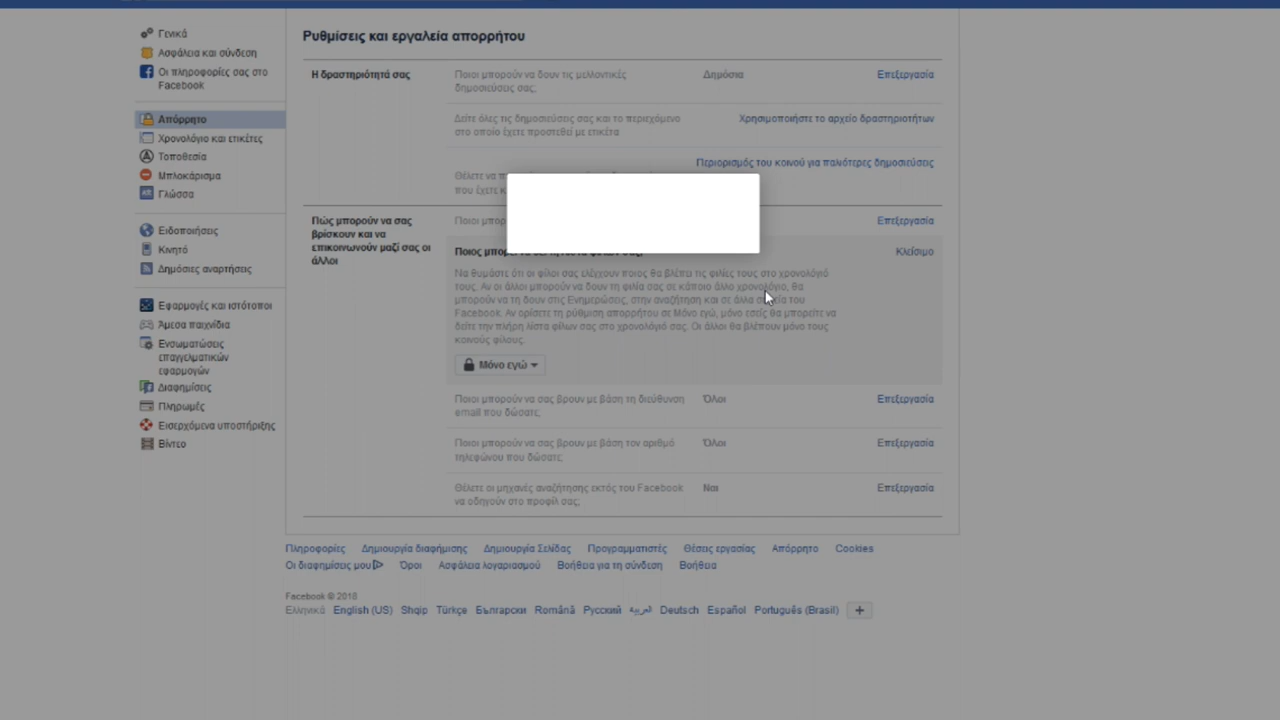 Γενικά
Ασφάλεια και σύνδεση
Οι πληροφορίες σας στο
Facebook
Απόρρητο
Χρονολόγιο και ετικέτες
Τοποθεσία
Μπλοκάρισμα
Γλώσσα
Ειδοποιήσεις
Κινητό
Δημόσιες αναρτήσεις
Εφαρμογές και ιστότοποι
Άμεσα παιχνίδια
Ενσωματώσεις
επαγγελματικών
εφαρμογών
Διαφημίσεις
Πληρωμές
Εισερχόμενα υποστήριξης
Βίντεο
Ρυθμίσεις και εργαλεία απορρήτου
Η δραστηριότητά σας
Ποιοι μπορούν να δουν τις μελλοντικές
δημοσιεύσεις σας;
Δημόσια
Επεξεργασία
Δείτε όλες τις δημοσιεύσεις σας και το περιεχόμενο
στο οποίο έχετε προστεθεί με ετικέτα
Χρησιμοποιήστε το αρχείο δραστηριοτήτων
Περιορισμός του κοινού για παλιότερες δημοσιεύσεις
Θέλετε να
που έχετε
Πώς μπορούν να σας
βρίσκουν και να
επικοινωνούν μαζί σας οι
άλλοι
Ποιοι
Επεξεργασία
Ποιος
Κλείσιμο
Να θυμάστε ότι οι φίλοι σας ελέγχουν ποιος θα βλέπει τις φιλίες τους στο χρονολόγιό
τους. Αν οι άλλοι μπορούν να δουν τη φιλία σας σε κάποιο άλλο χρονολόγιο, θα
μπορούν να τη δουν στις Ενημερώσεις, στην αναζήτηση και σε άλλα του
Facebook. Αν ορίσετε τη ρύθμιση απορρήτου σε Μόνο εγώ, μόνο εσείς θα μπορείτε να
δείτε την πλήρη λίστα φίλων σας στο χρονολόγιό σας. Οι άλλοι θα βλέπουν μόνο τους
κοινούς φίλους.
Μόνο εγώ
Ποιοι μπορούν να σας βρουν με βάση τη διεύθυνση
email που δώσατε;
Όλοι
Επεξεργασία
Ποιοι μπορούν να σας βρουν με βάση τον αριθμό
τηλεφώνου που δώσατε;
Όλοι
Επεξεργασία
Θέλετε οι μηχανές αναζήτησης εκτός του Facebook
να οδηγούν στο προφίλ σας;
Ναι
Επεξεργασία
Πληροφορίες Δημιουργία διαφήμισης Δημιουργία Σελίδας Προγραμματιστές Θέσεις εργασίας Απόρρητο Cookies
Οι διαφημίσεις μου Όροι Ασφάλεια λογαριασμού Βοήθεια για τη σύνδεση Βοήθεια
Facebook © 2018
Ελληνικά English (US) Shqip Türkçe Български Română Русский العربية Deutsch Español Português (Brasil) +